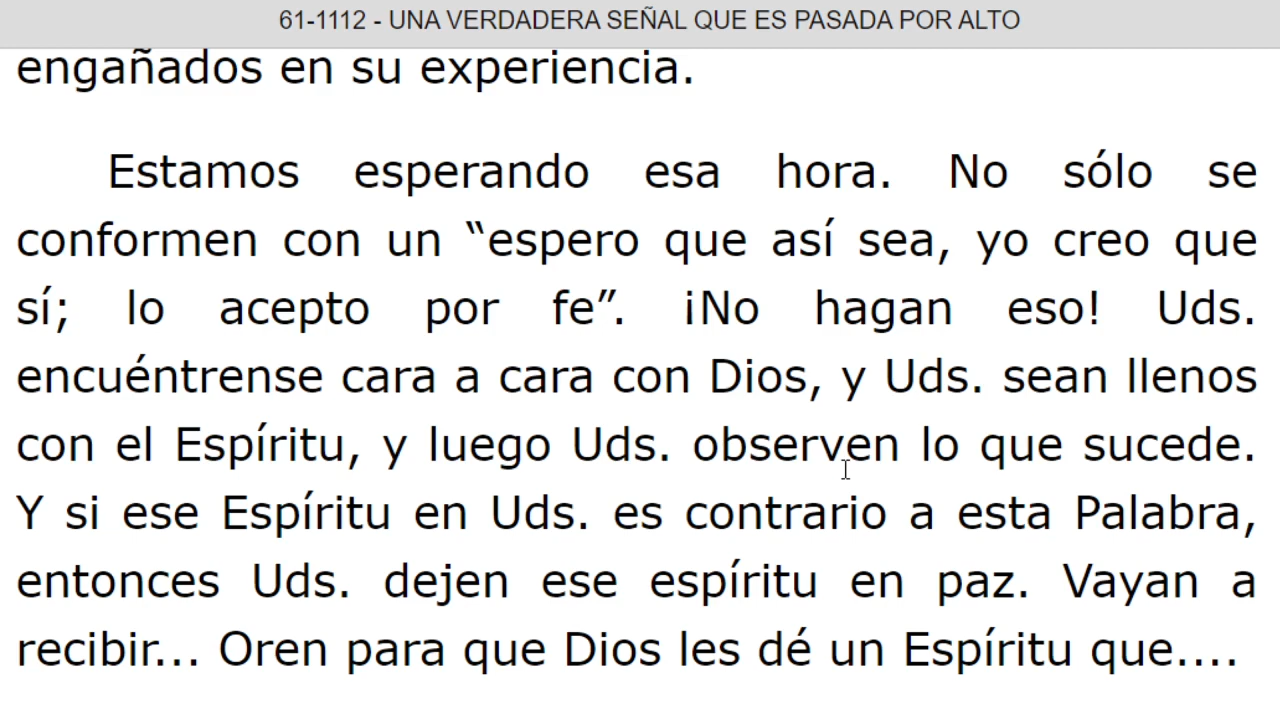 61-1112 - UNA VERDADERA SEÑAL QUE ES PASADA POR ALTO
engañados en su experiencia.
Estamos esperando esa hora. No sólo se
conformen con un “espero que así sea, yo creo que
sí; lo acepto por fe”. ¡No hagan eso! Uds.
encuéntrense cara a cara con Dios, y Uds. sean llenos
con el Espíritu, y luego Uds. observen lo que sucede.
Y si ese Espíritu en Uds. es contrario a esta Palabra,
entonces Uds. dejen ese espíritu en paz. Vayan a
recibir... Oren para que Dios les dé un Espíritu que....